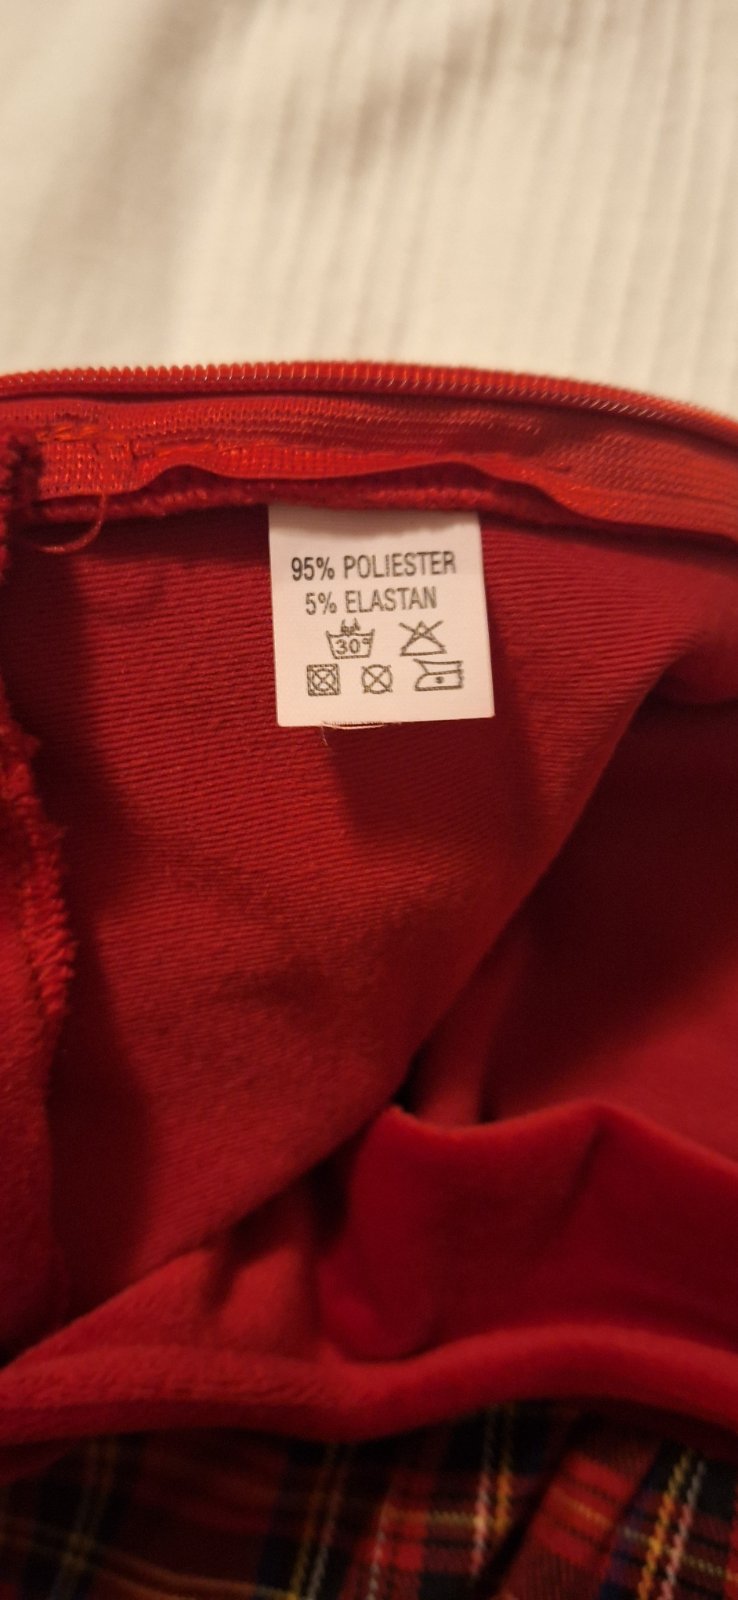 95% POLIESTER
5% ELASTAN
30°